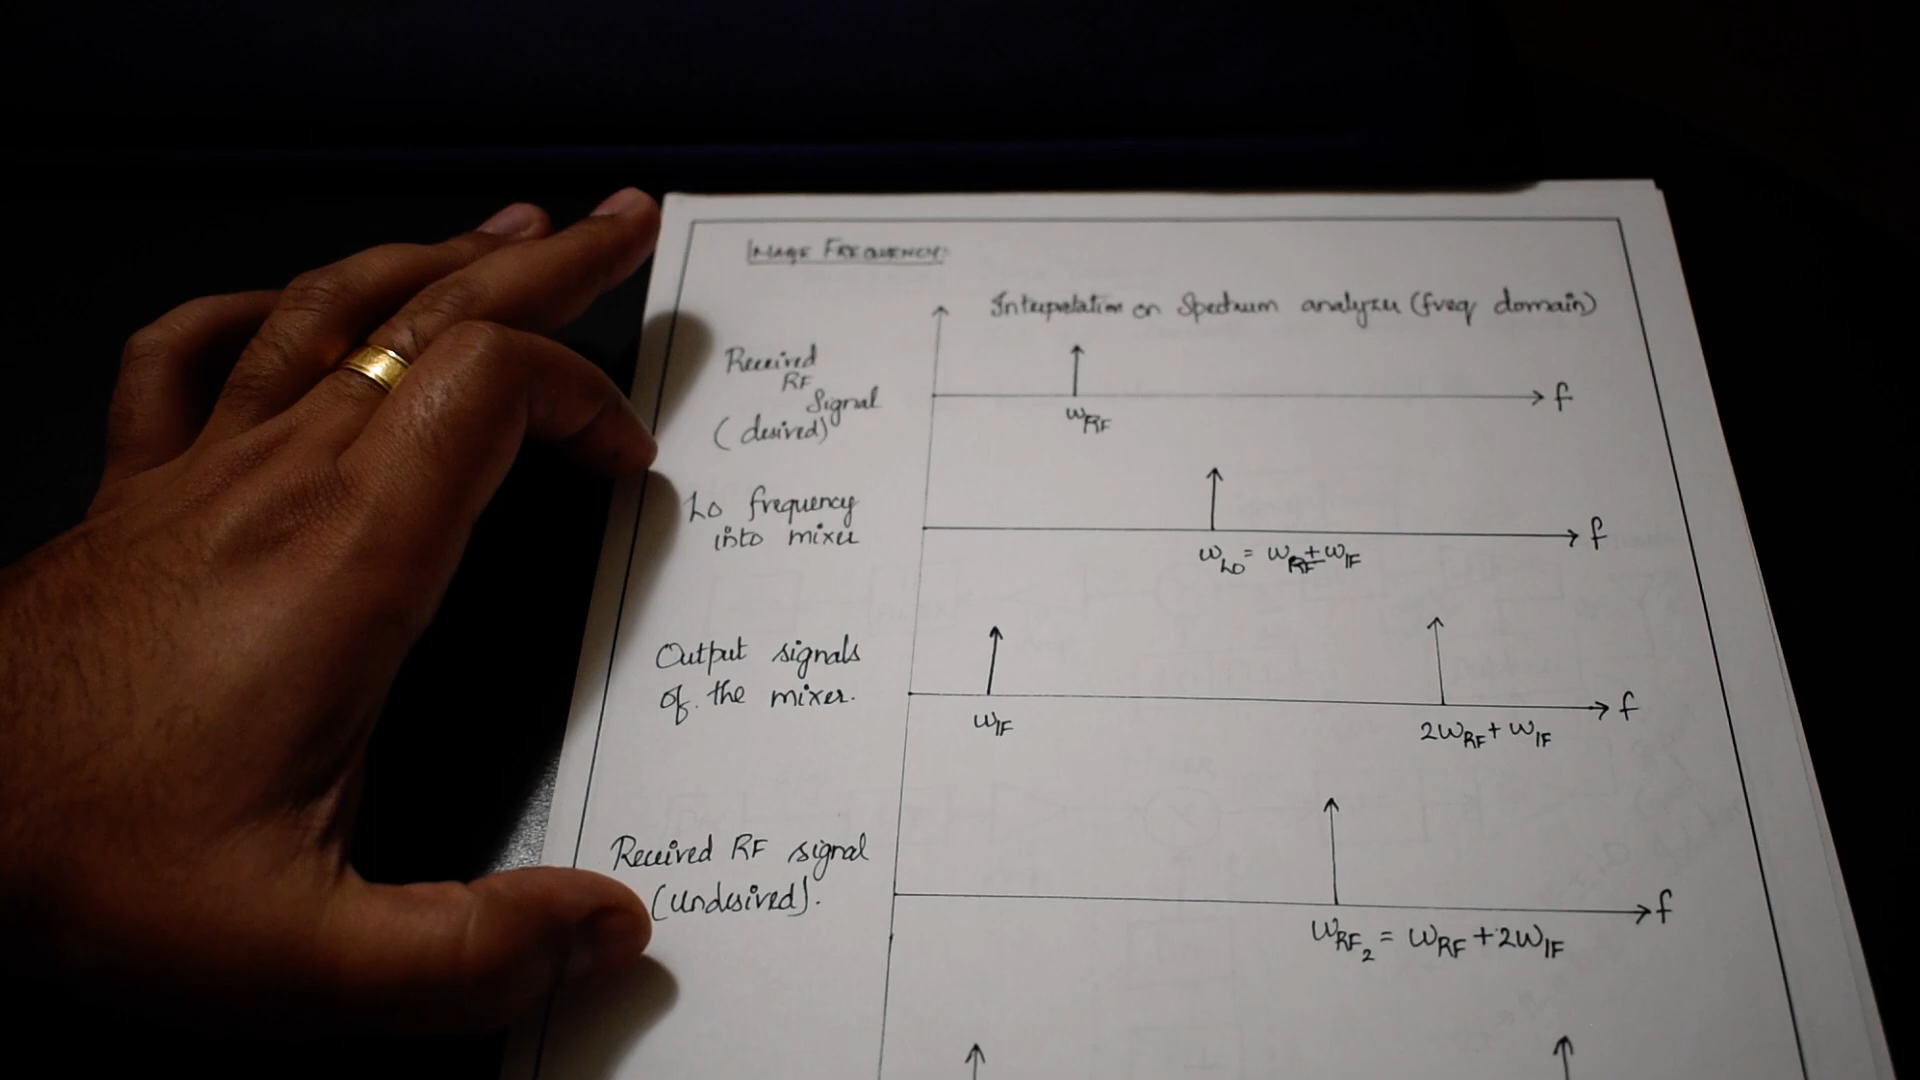 IMAGE FREQUENCY:
Interpretation on Spectrum analyzer (freq domain)
Received
RF
Signal
(desired)
f
ωRF
Lo frequency
into mixer
f
ωLO = ωRF+ωIF
Output signals
of the mixer.
f
ωIF
2ωRF + ωIF
Received RF signal
(Undesired).
f
ωRF2 = ωRF + 2ωIF